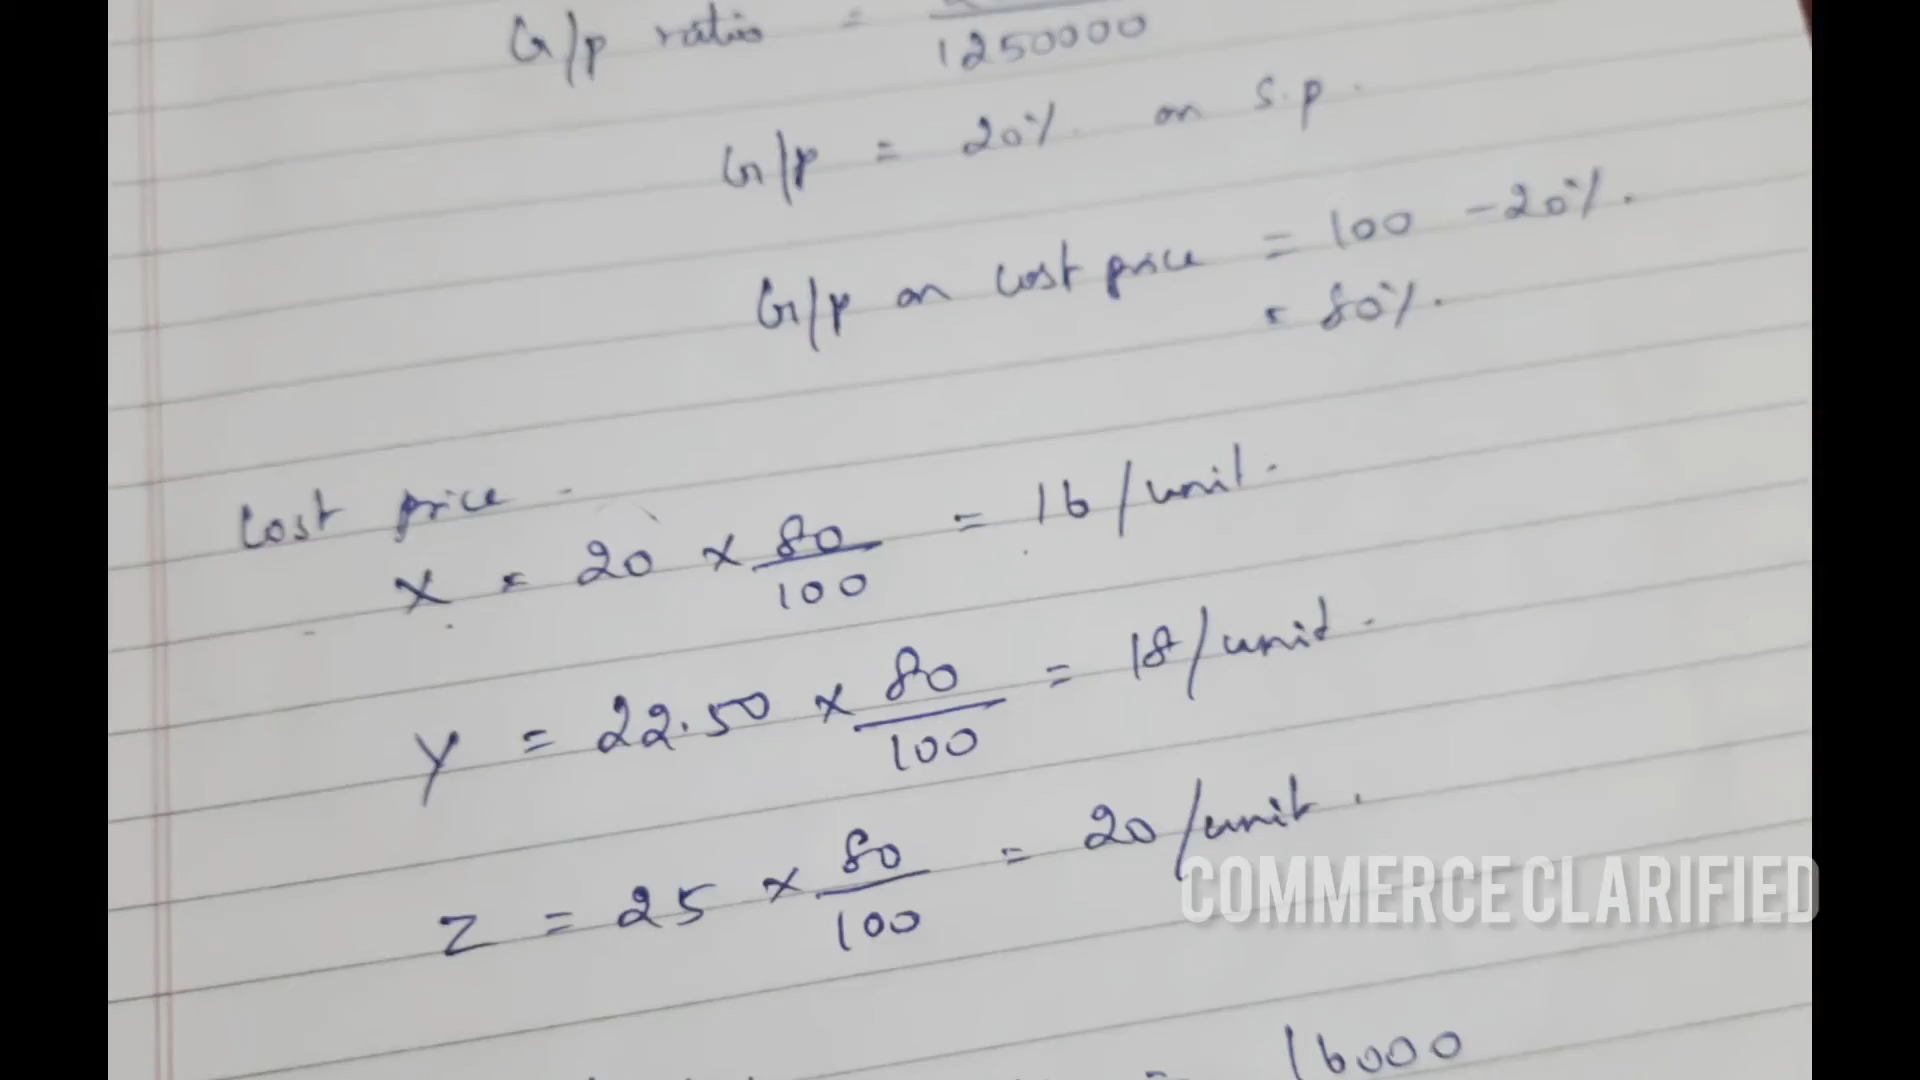 G/p ratio =
1250000
G/p = 20% on S.p.
G/p on cost price = 100 - 20%.
= 80%.
Cost price -
X = 20 × 80/100 = 16/unit.
Y = 22.50 × 80/100 = 18/unit.
Z = 25 × 80/100 = 20/unit.
COMMERCE CLARIFIED
= 16000